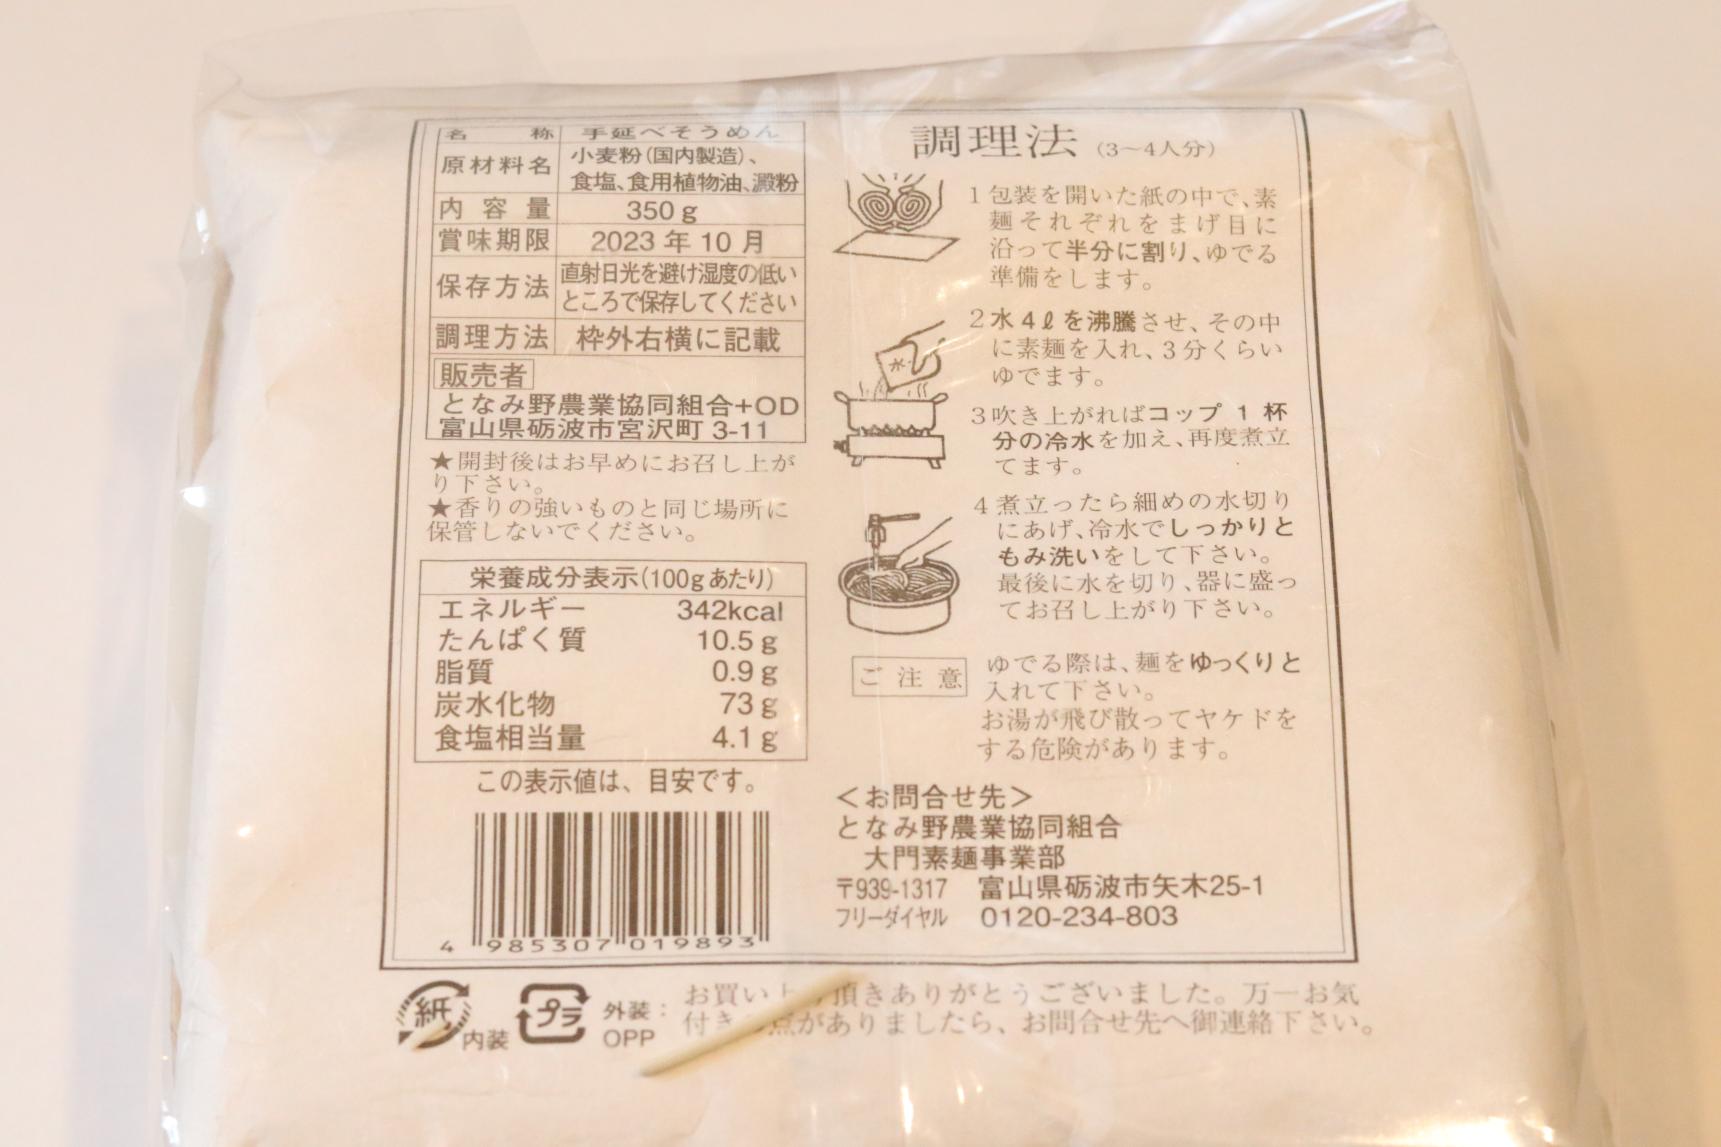 名 称 手延べそうめん
原材料名 小麦粉(国内製造)、
食塩、食用植物油、澱粉
内容量 350g
賞味期限 2023年10月
保存方法 直射日光を避け湿度の低い
ところで保存してください
調理方法 枠外右横に記載
販売者
となみ野農業協同組合+OD
富山県砺波市宮沢町3-11
★開封後はお早めにお召し上が
り下さい。
★香りの強いものと同じ場所に
保管しないでください。
栄養成分表示(100gあたり)
エネルギー 342kcal
たんぱく質 10.5g
脂質 0.9g
炭水化物 73g
食塩相当量 4.1g
この表示値は、目安です。
4 985307 019893
調理法 (3〜4人分)
1 包装を開いた紙の中で、素
麺それぞれをまげ目に
沿って半分に割り、ゆでる
準備をします。
2 水4ℓを沸騰させ、その中
に素麺を入れ、3分くらい
ゆでます。
3 吹き上がればコップ1杯
分の冷水を加え、再度煮立
てます。
4 煮立ったら細めの水切り
にあげ、冷水でしっかりと
もみ洗いをして下さい。
最後に水を切り、器に盛っ
てお召し上がり下さい。
ご注意 ゆでる際は、麺をゆっくりと
入れて下さい。
お湯が飛び散ってヤケドを
する危険があります。
<お問合せ先>
となみ野農業協同組合
大門素麺事業部
〒939-1317 富山県砺波市矢木25-1
フリーダイヤル 0120-234-803
紙 内装 プラ 外装:
OPP
お買い上 頂きありがとうございました。万一お気
付き 点がありましたら、お問合せ先へ御連絡下さい。